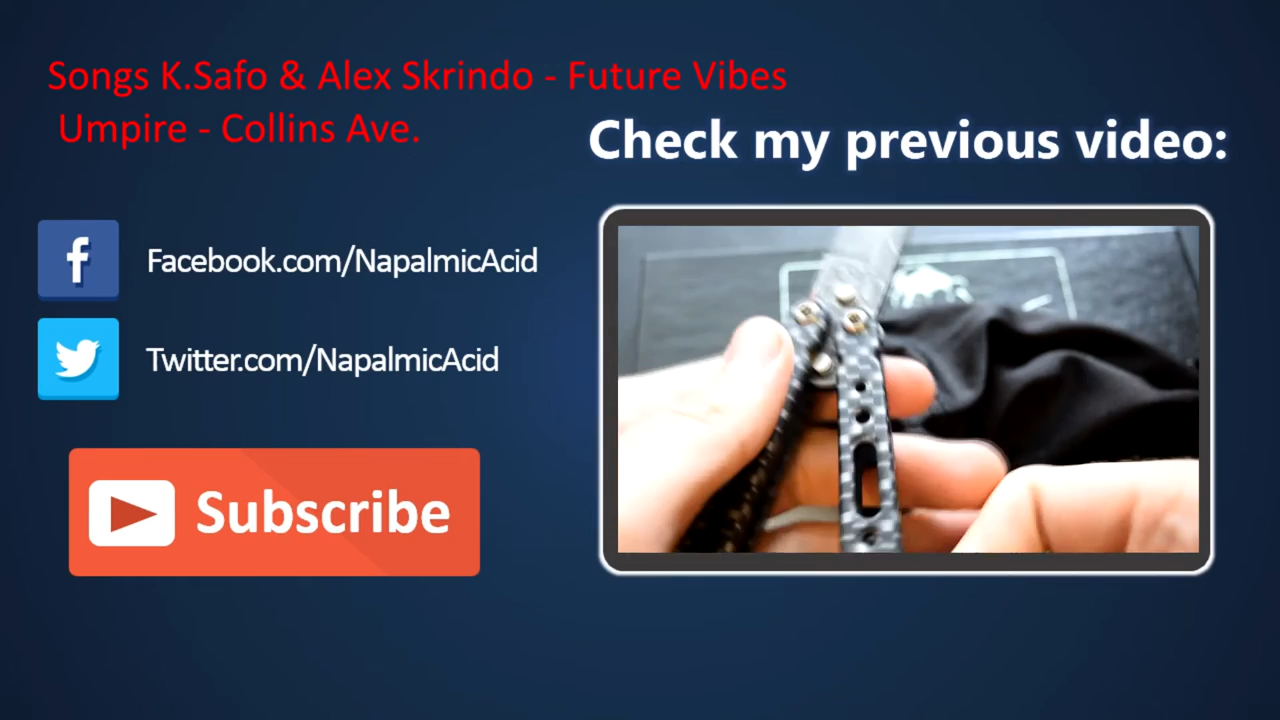 Songs K.Safo & Alex Skrindo - Future Vibes
Umpire - Collins Ave.
Check my previous video:
Facebook.com/NapalmicAcid
Twitter.com/NapalmicAcid
Subscribe